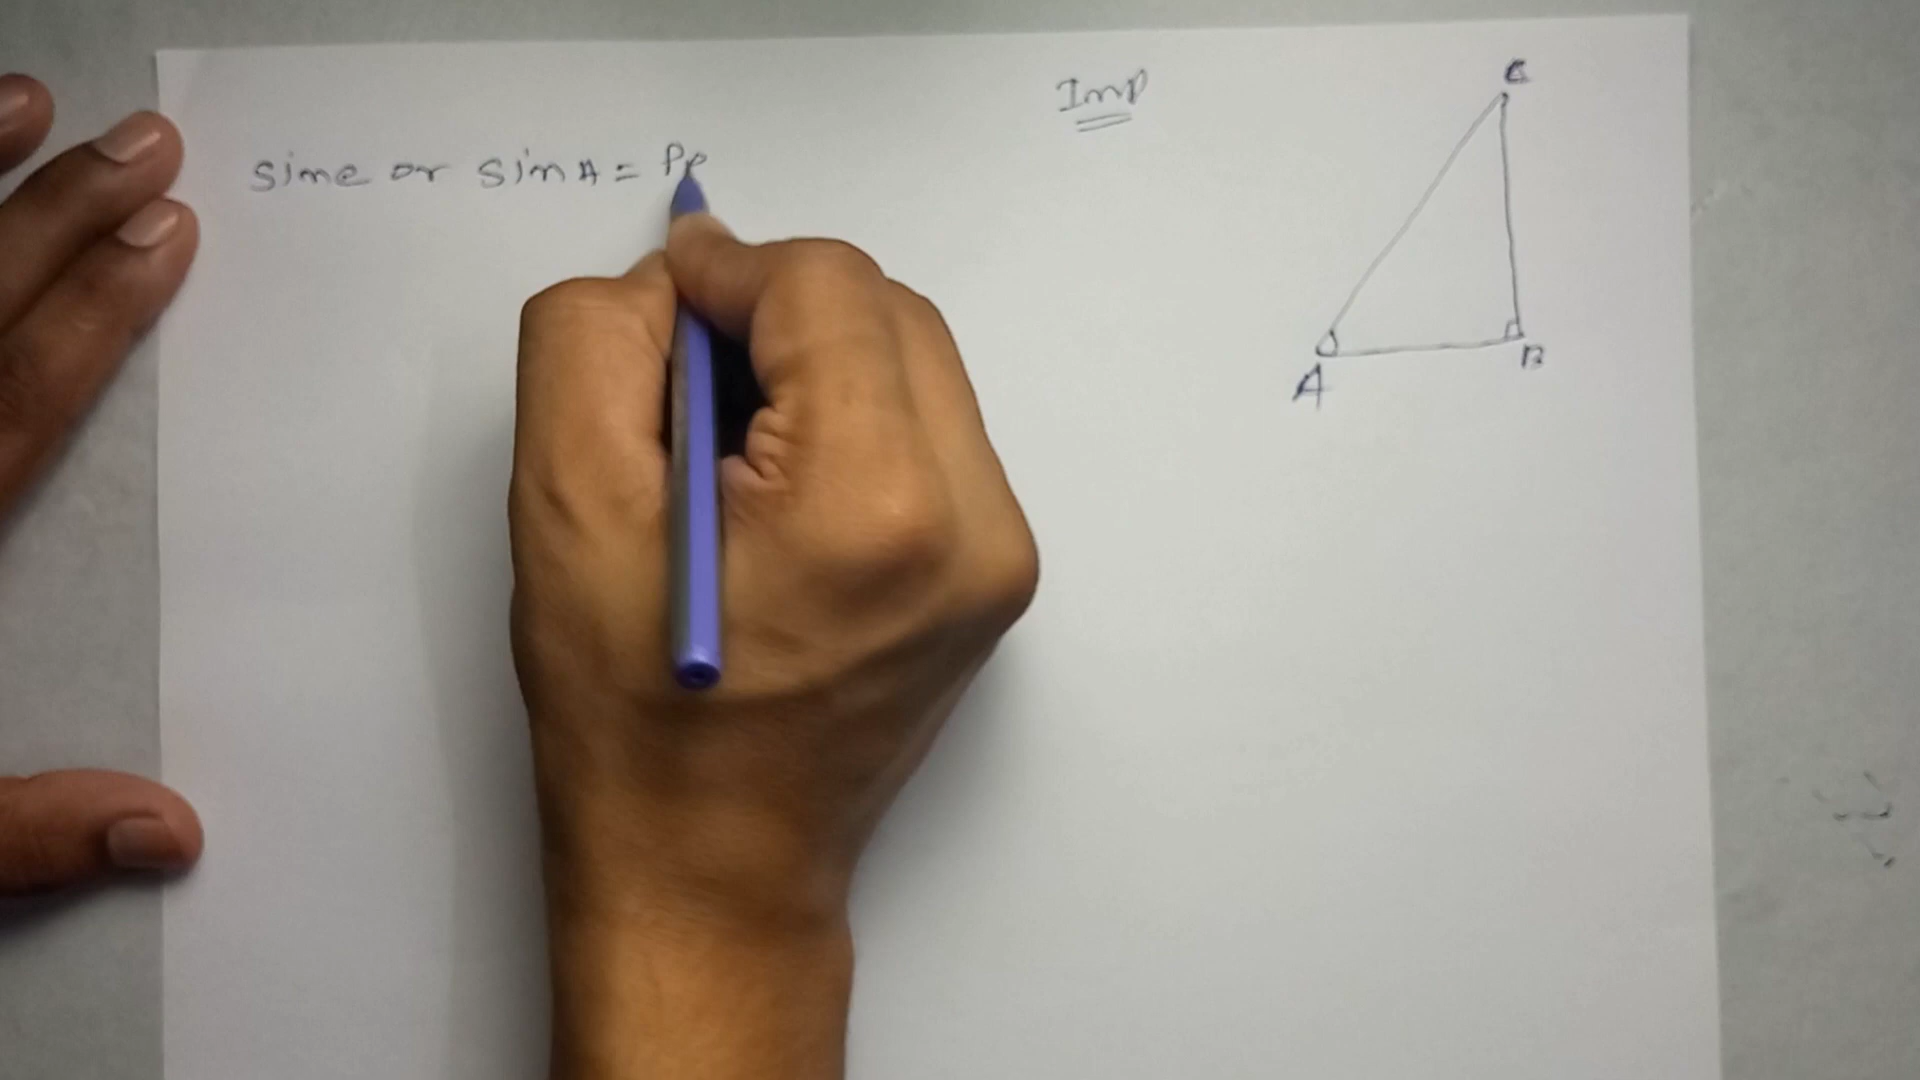 Imp
sine or sin A = Pe
C
A
B